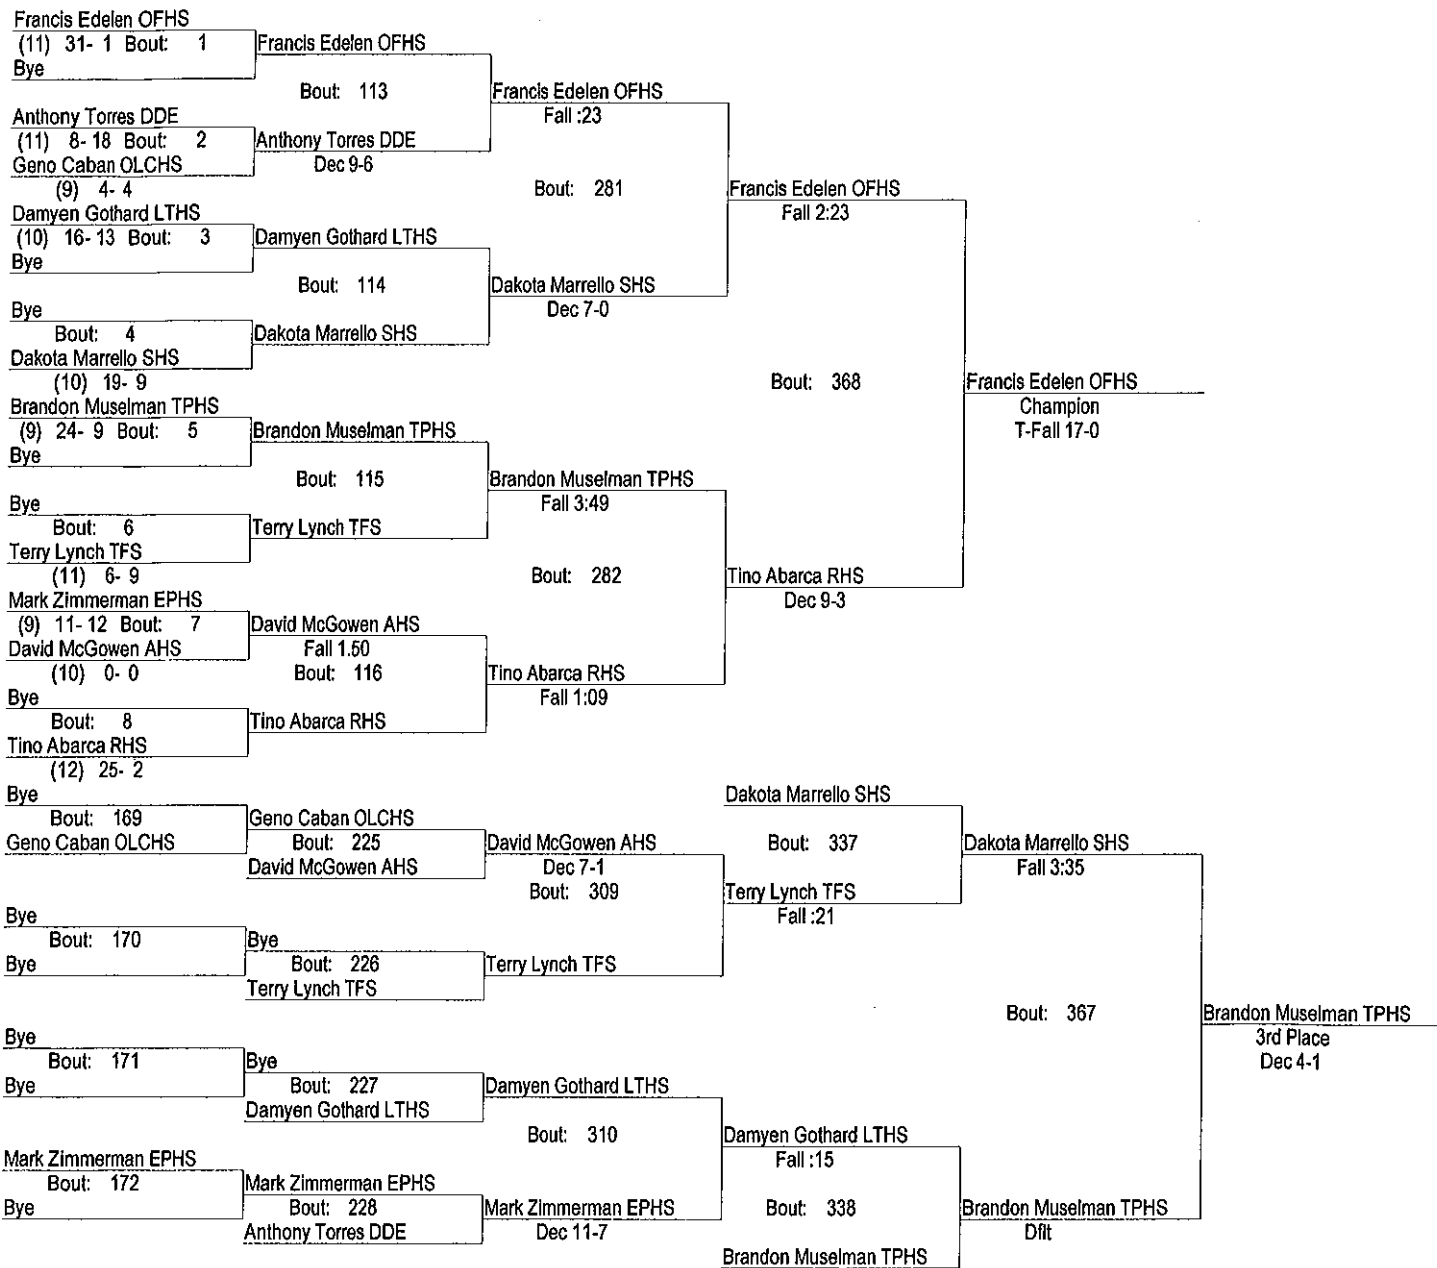 Francis Edelen OFHS
(11) 31- 1 Bout: 1
Bye
Anthony Torres DDE
(11) 8- 18 Bout: 2
Geno Caban OLCHS
(9) 4- 4
Damyen Gothard LTHS
(10) 16- 13 Bout: 3
Bye
Bye
Bout: 4
Dakota Marrello SHS
(10) 19- 9
Brandon Muselman TPHS
(9) 24- 9 Bout: 5
Bye
Bye
Bout: 6
Terry Lynch TFS
(11) 6- 9
Mark Zimmerman EPHS
(9) 11- 12 Bout: 7
David McGowen AHS
(10) 0- 0
Bye
Bout: 8
Tino Abarca RHS
(12) 25- 2
Francis Edelen OFHS
Bout: 113
Anthony Torres DDE
Dec 9-6
Damyen Gothard LTHS
Bout: 114
Dakota Marrello SHS
Brandon Muselman TPHS
Bout: 115
Terry Lynch TFS
David McGowen AHS
Fall 1.50
Bout: 116
Tino Abarca RHS
Francis Edelen OFHS
Fall :23
Bout: 281
Dakota Marrello SHS
Dec 7-0
Brandon Muselman TPHS
Fall 3:49
Bout: 282
Tino Abarca RHS
Fall 1:09
Francis Edelen OFHS
Fall 2:23
Bout: 368
Tino Abarca RHS
Dec 9-3
Francis Edelen OFHS
Champion
T-Fall 17-0
Bye
Bout: 169
Geno Caban OLCHS
Bye
Bout: 170
Bye
Bye
Bout: 171
Bye
Mark Zimmerman EPHS
Bout: 172
Bye
Geno Caban OLCHS
Bout: 225
David McGowen AHS
Bye
Bout: 226
Terry Lynch TFS
Bye
Bout: 227
Damyen Gothard LTHS
Mark Zimmerman EPHS
Bout: 228
Anthony Torres DDE
David McGowen AHS
Dec 7-1
Bout: 309
Terry Lynch TFS
Damyen Gothard LTHS
Bout: 310
Mark Zimmerman EPHS
Dec 11-7
Dakota Marrello SHS
Bout: 337
Terry Lynch TFS
Fall :21
Damyen Gothard LTHS
Fall :15
Bout: 338
Brandon Muselman TPHS
Dakota Marrello SHS
Fall 3:35
Bout: 367
Brandon Muselman TPHS
Dflt
Brandon Muselman TPHS
3rd Place
Dec 4-1